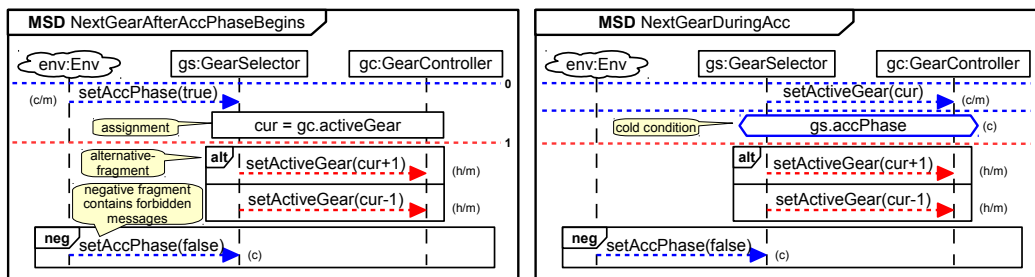 MSD NextGearAfterAccPhaseBegins
env:Env
gs:GearSelector
gc:GearController
0
setAccPhase(true)
(c/m)
assignment
cur = gc.activeGear
1
alternative-
fragment
alt
setActiveGear(cur+1)
(h/m)
negative fragment
contains forbidden
messages
setActiveGear(cur-1)
(h/m)
neg
setAccPhase(false)
(c)
MSD NextGearDuringAcc
env:Env
gs:GearSelector
gc:GearController
setActiveGear(cur)
(c/m)
cold condition
gs.accPhase
(c)
alt
setActiveGear(cur+1)
(h/m)
setActiveGear(cur-1)
(h/m)
neg
setAccPhase(false)
(c)